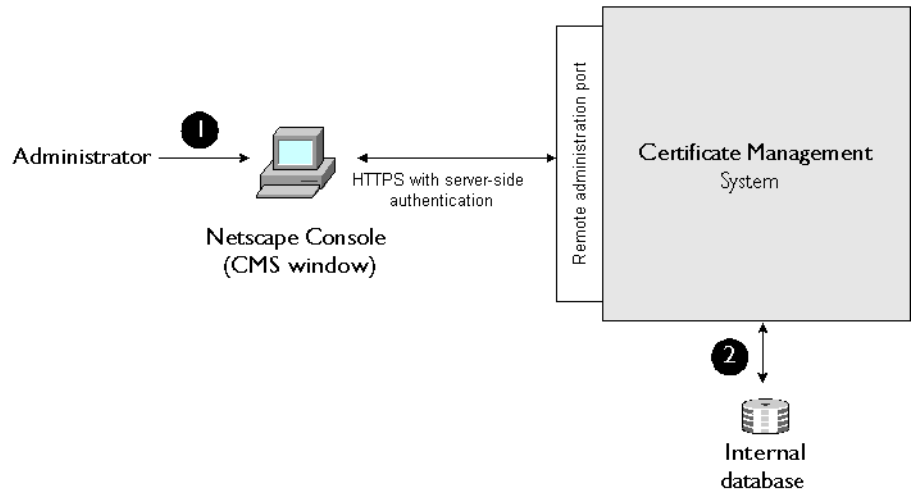 1
Administrator
HTTPS with server-side
authentication
Netscape Console
(CMS window)
Remote administration port
Certificate Management
System
2
Internal
database